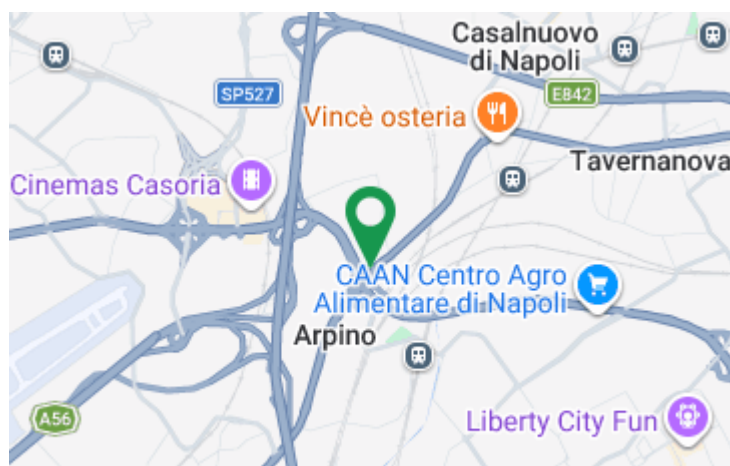 Casalnuovo
di Napoli
SP527
E842
Vincè osteria
Tavernanova
Cinemas Casoria
CAAN Centro Agro
Alimentare di Napoli
Arpino
A56
Liberty City Fun